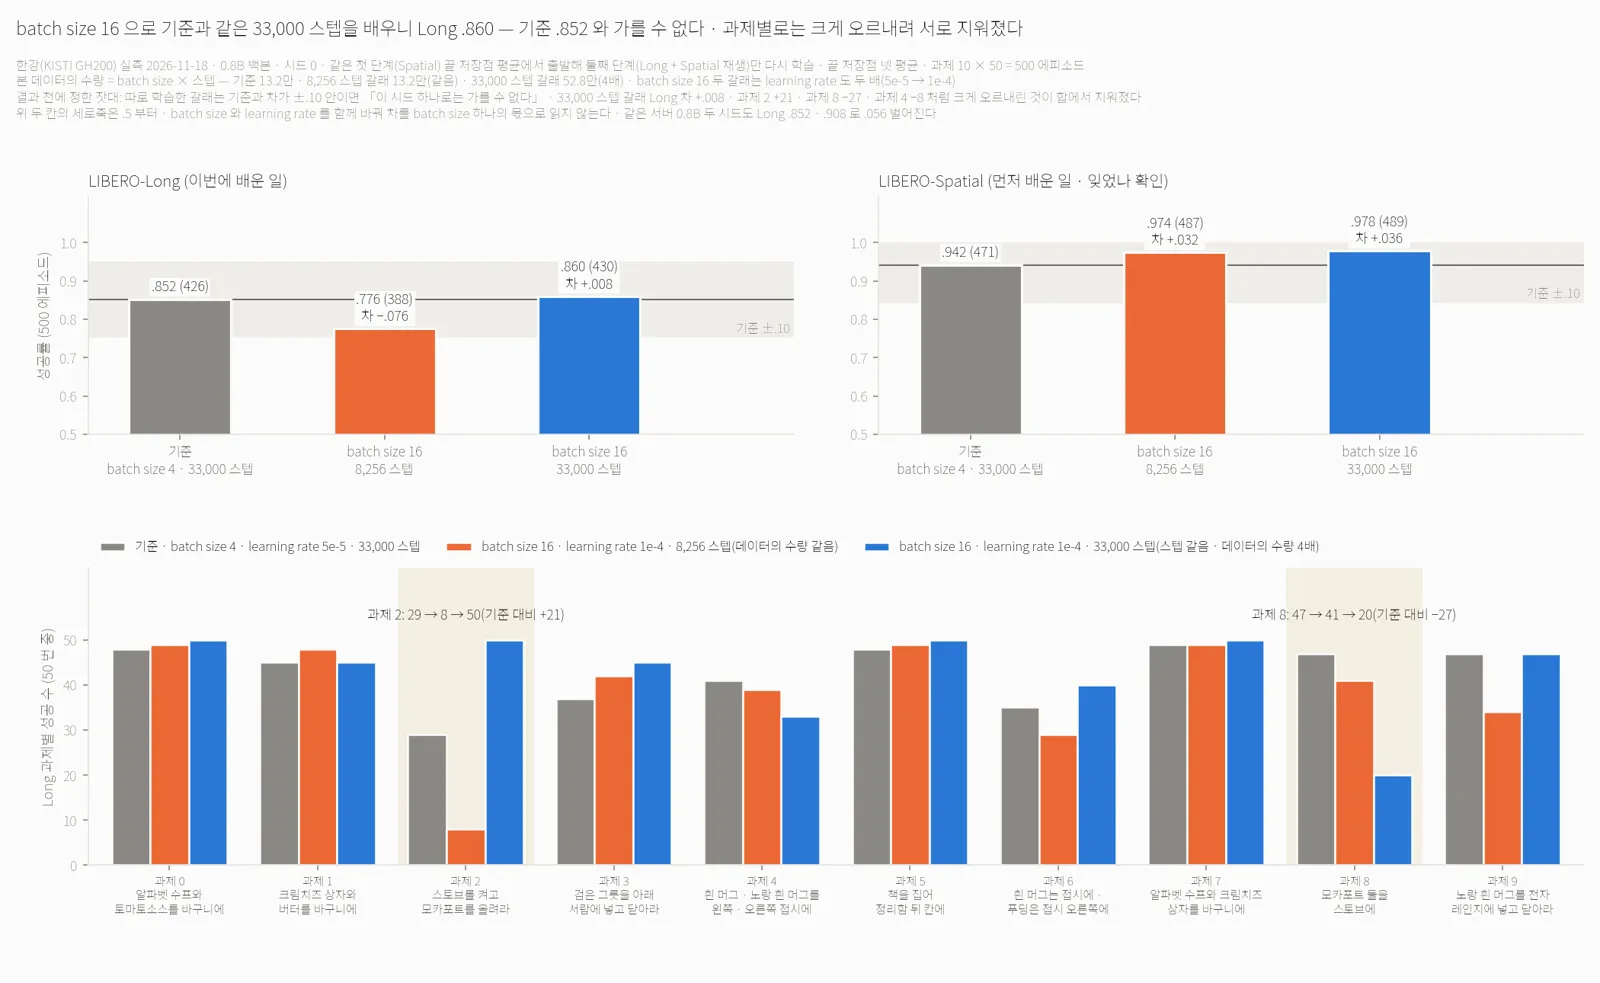 batch size 16 으로 기준과 같은 33,000 스텝을 배우니 Long .860 — 기준 .852 와 가를 수 없다 · 과제별로는 크게 오르내려 서로 지워졌다
한강(KISTI GH200) 실측 2026-11-18 · 0.8B 백본 · 시드 0 · 같은 첫 단계(Spatial) 끝 저장점 평균에서 출발해 둘째 단계(Long + Spatial 재생)만 다시 학습 · 끝 저장점 넷 평균 · 과제 10 × 50 = 500 에피소드
본 데이터의 수량 = batch size × 스텝 — 기준 13.2만 · 8,256 스텝 갈래 13.2만(같음) · 33,000 스텝 갈래 52.8만(4배) · batch size 16 두 갈래는 learning rate 도 두 배(5e-5 → 1e-4)
결과 전에 정한 잣대: 따로 학습한 갈래는 기준과 차가 ±.10 안이면 「이 시드 하나로는 가를 수 없다」 · 33,000 스텝 갈래 Long 차 +.008 · 과제 2 +21 · 과제 8 −27 · 과제 4 −8 처럼 크게 오르내린 것이 합에서 지워졌다
위 두 칸의 세로축은 .5 부터 · batch size 와 learning rate 를 함께 바꿔 차를 batch size 하나의 몫으로 읽지 않는다 · 같은 서버 0.8B 두 시드도 Long .852 · .908 로 .056 벌어진다
LIBERO-Long (이번에 배운 일)
성공률 (500 에피소드)
1.0
0.9
0.8
0.7
0.6
0.5
.852 (426)
.776 (388)
차 −.076
.860 (430)
차 +.008
기준 ±.10
기준
batch size 4 · 33,000 스텝
batch size 16
8,256 스텝
batch size 16
33,000 스텝
LIBERO-Spatial (먼저 배운 일 · 잊었나 확인)
1.0
0.9
0.8
0.7
0.6
0.5
.942 (471)
.974 (487)
차 +.032
.978 (489)
차 +.036
기준 ±.10
기준
batch size 4 · 33,000 스텝
batch size 16
8,256 스텝
batch size 16
33,000 스텝
기준 · batch size 4 · learning rate 5e-5 · 33,000 스텝
batch size 16 · learning rate 1e-4 · 8,256 스텝(데이터의 수량 같음)
batch size 16 · learning rate 1e-4 · 33,000 스텝(스텝 같음 · 데이터의 수량 4배)
Long 과제별 성공 수 (50 번 중)
50
40
30
20
10
0
과제 2: 29 → 8 → 50(기준 대비 +21)
과제 8: 47 → 41 → 20(기준 대비 −27)
과제 0
알파벳 수프와
토마토소스를 바구니에
과제 1
크림치즈 상자와
버터를 바구니에
과제 2
스토브를 켜고
모카포트를 올려라
과제 3
검은 그릇을 아래
서랍에 넣고 닫아라
과제 4
흰 머그 · 노랑 흰 머그를
왼쪽 · 오른쪽 접시에
과제 5
책을 집어
정리함 뒤 칸에
과제 6
흰 머그는 접시에 ·
푸딩은 접시 오른쪽에
과제 7
알파벳 수프와 크림치즈
상자를 바구니에
과제 8
모카포트 둘을
스토브에
과제 9
노랑 흰 머그를 전자
레인지에 넣고 닫아라